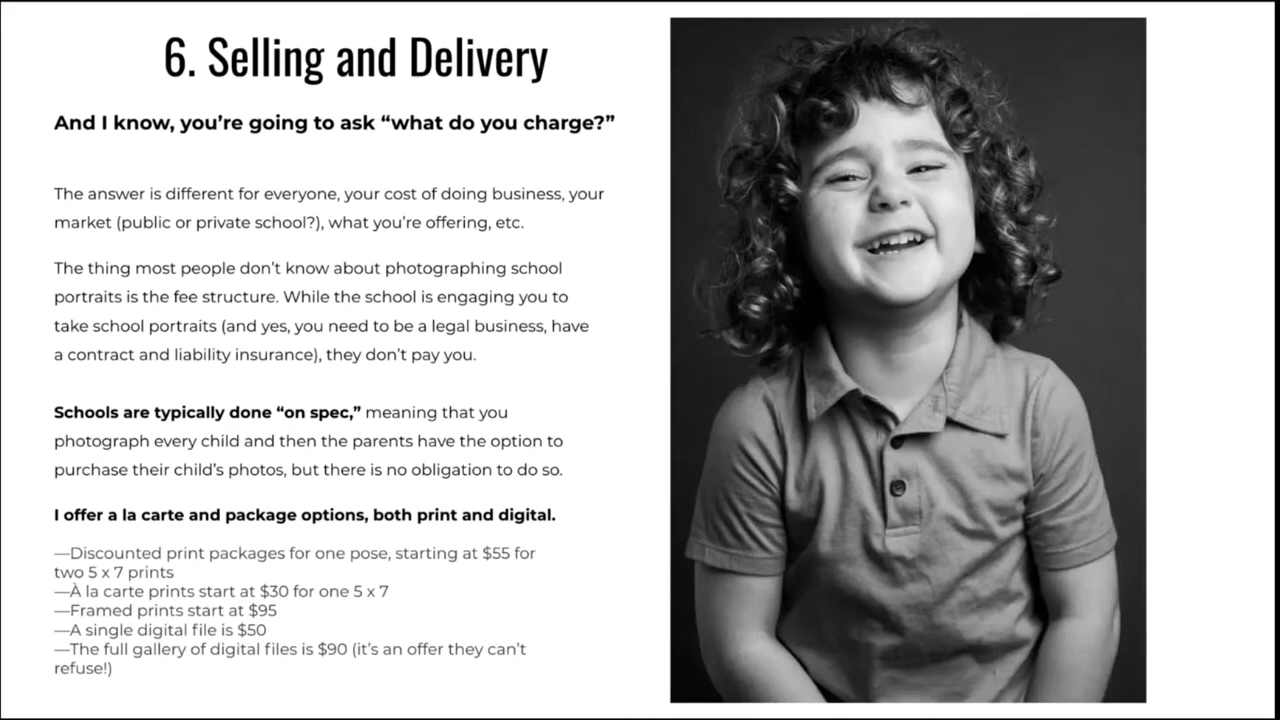 6. Selling and Delivery
And I know, you’re going to ask “what do you charge?”
The answer is different for everyone, your cost of doing business, your
market (public or private school?), what you’re offering, etc.
The thing most people don’t know about photographing school
portraits is the fee structure. While the school is engaging you to
take school portraits (and yes, you need to be a legal business, have
a contract and liability insurance), they don’t pay you.
Schools are typically done “on spec,” meaning that you
photograph every child and then the parents have the option to
purchase their child’s photos, but there is no obligation to do so.
I offer a la carte and package options, both print and digital.
—Discounted print packages for one pose, starting at $55 for
two 5 x 7 prints
—À la carte prints start at $30 for one 5 x 7
—Framed prints start at $95
—A single digital file is $50
—The full gallery of digital files is $90 (it’s an offer they can’t
refuse!)